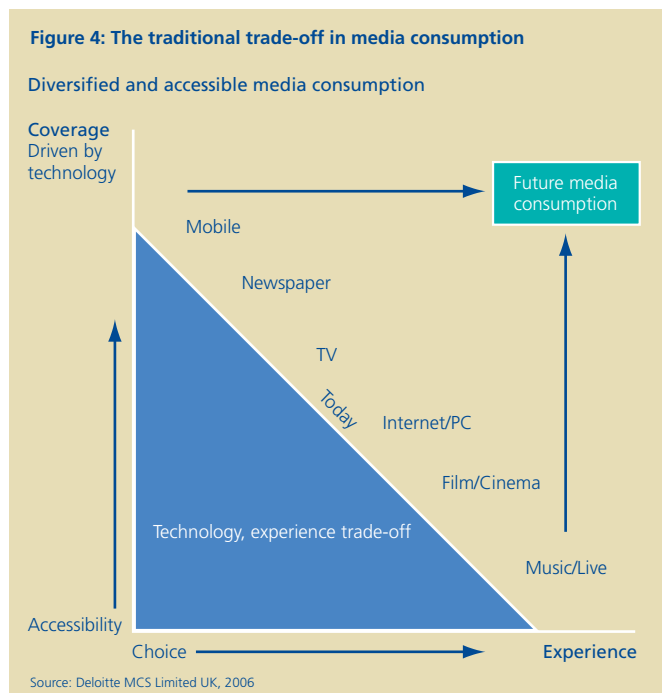 Figure 4: The traditional trade-off in media consumption
Diversified and accessible media consumption
Coverage
Driven by
technology
Future media
consumption
Mobile
Newspaper
TV
Today
Internet/PC
Film/Cinema
Technology, experience trade-off
Music/Live
Accessibility
Choice
Experience
Source: Deloitte MCS Limited UK, 2006